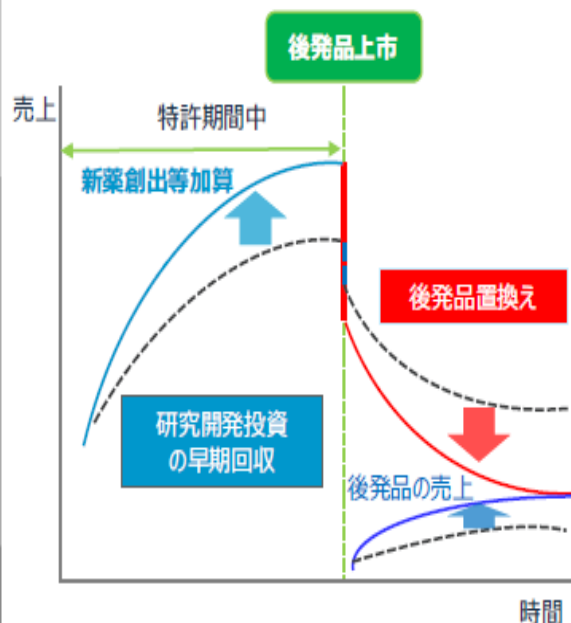 後発品上市
売上
特許期間中
新薬創出等加算
後発品置換え
研究開発投資
の早期回収
後発品の売上
時間